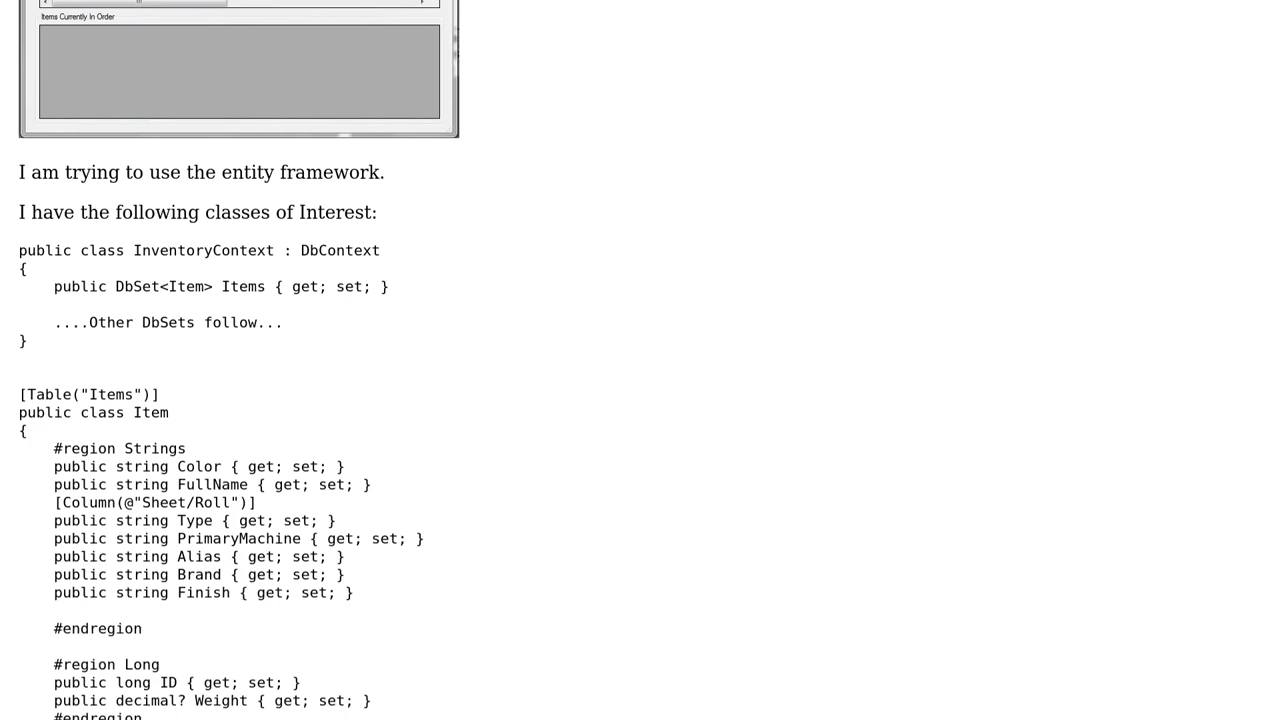 Items Currently In Order
I am trying to use the entity framework.
I have the following classes of Interest:
public class InventoryContext : DbContext
{
    public DbSet<Item> Items { get; set; }
    ....Other DbSets follow...
}
[Table("Items")]
public class Item
{
    #region Strings
    public string Color { get; set; }
    public string FullName { get; set; }
    [Column(@"Sheet/Roll")]
    public string Type { get; set; }
    public string PrimaryMachine { get; set; }
    public string Alias { get; set; }
    public string Brand { get; set; }
    public string Finish { get; set; }
    #endregion
    #region Long
    public long ID { get; set; }
    public decimal? Weight { get; set; }
    #endregion